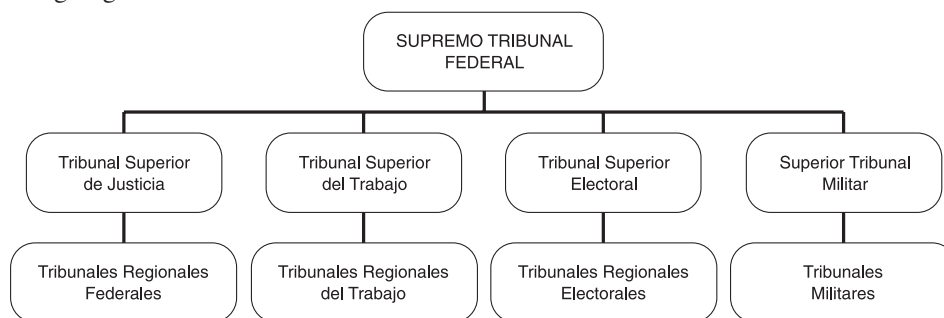 SUPREMO TRIBUNAL
FEDERAL
Tribunal Superior
de Justicia
Tribunal Superior
del Trabajo
Tribunal Superior
Electoral
Superior Tribunal
Militar
Tribunales Regionales
Federales
Tribunales Regionales
del Trabajo
Tribunales Regionales
Electorales
Tribunales
Militares